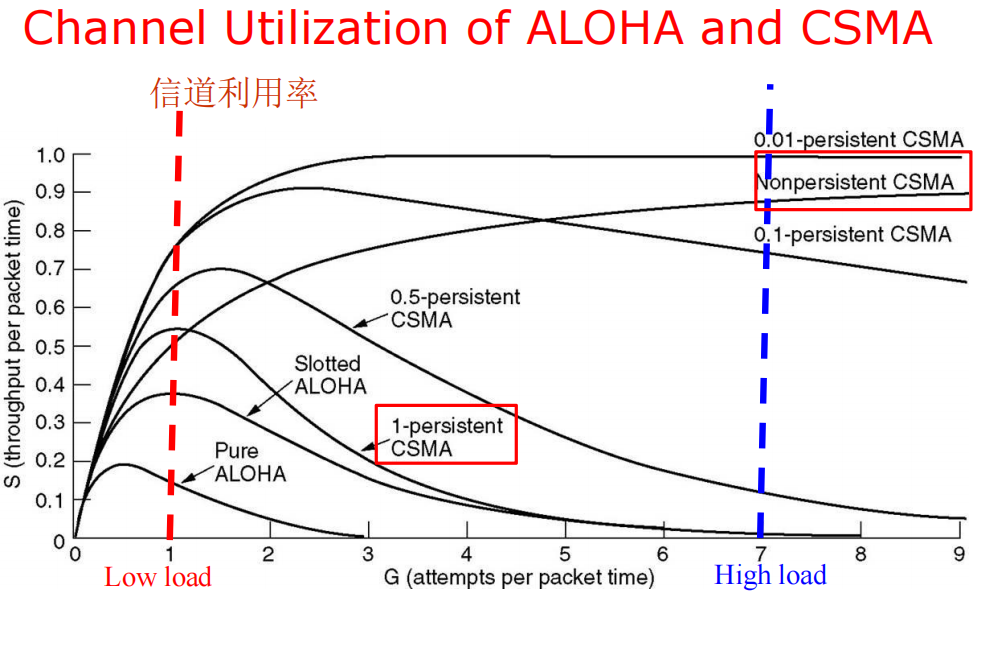 Channel Utilization of ALOHA and CSMA
信道利用率
S (throughput per packet time)
1.0
0.9
0.8
0.7
0.6
0.5
0.4
0.3
0.2
0.1
0
0.01-persistent CSMA
Nonpersistent CSMA
0.1-persistent CSMA
0.5-persistent
CSMA
Slotted
ALOHA
1-persistent
CSMA
Pure
ALOHA
0 1 2 3 4 5 6 7 8 9
Low load
G (attempts per packet time)
High load